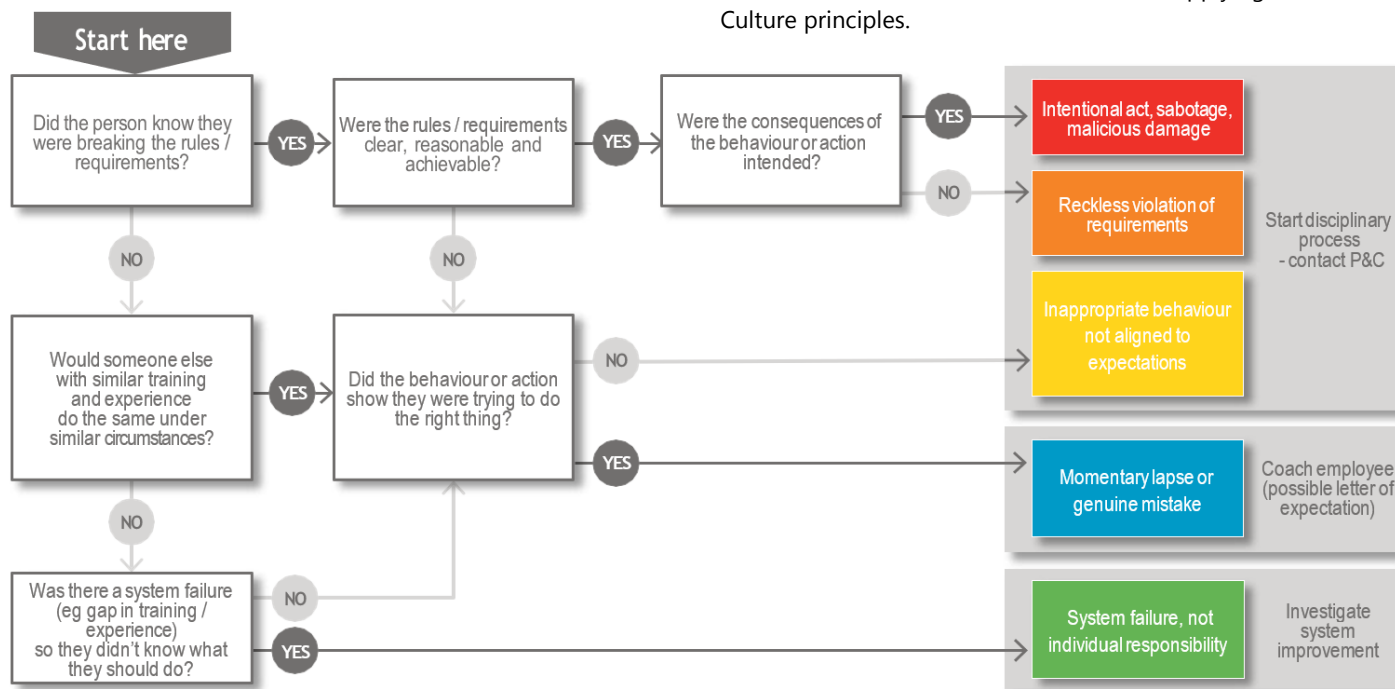 Culture principles.
Start here
Did the person know they
were breaking the rules /
requirements?
YES
Were the rules / requirements
clear, reasonable and
achievable?
YES
Were the consequences of
the behaviour or action
intended?
YES
Intentional act, sabotage,
malicious damage
NO
Reckless violation of
requirements
Start disciplinary
process
- contact P&C
NO
NO
Inappropriate behaviour
not aligned to
expectations
Would someone else
with similar training
and experience
do the same under
similar circumstances?
YES
Did the behaviour or action
show they were trying to do
the right thing?
NO
YES
Momentary lapse or
genuine mistake
Coach employee
(possible letter of
expectation)
NO
Was there a system failure
(eg gap in training /
experience)
so they didn't know what
they should do?
NO
YES
System failure, not
individual responsibility
Investigate
system
improvement